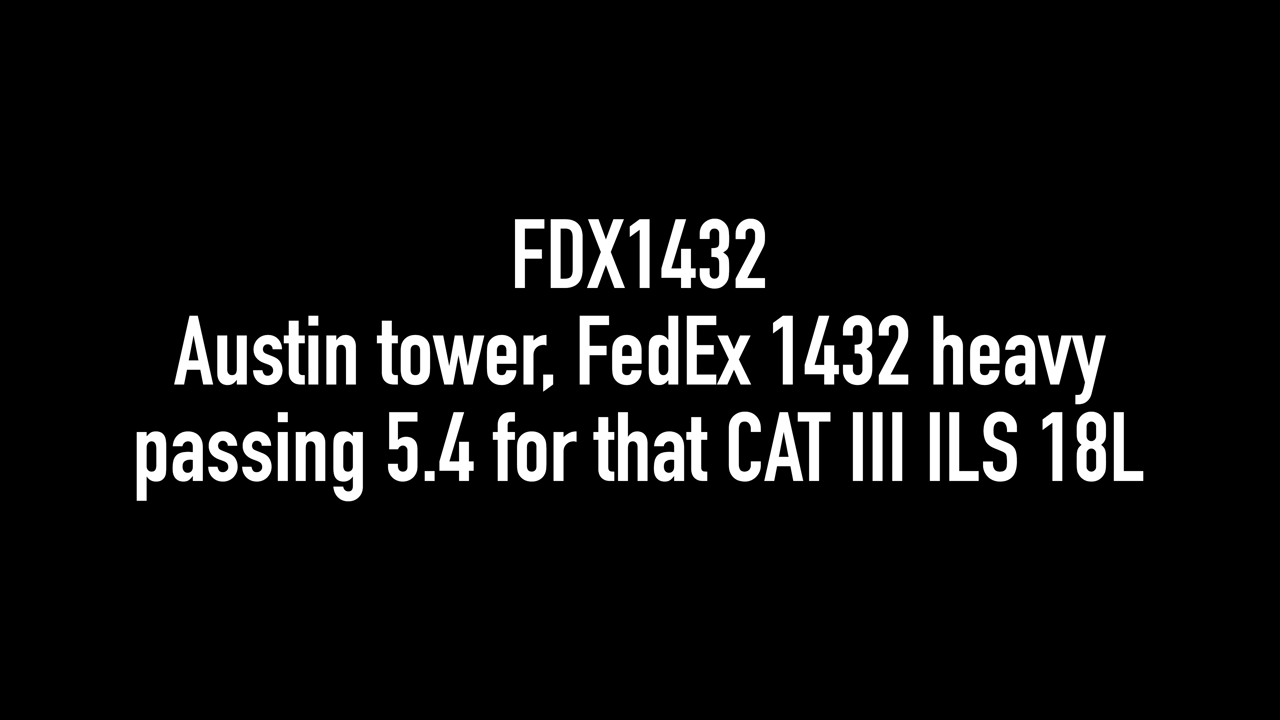 FDX1432
Austin tower, FedEx 1432 heavy
passing 5.4 for that CAT III ILS 18L